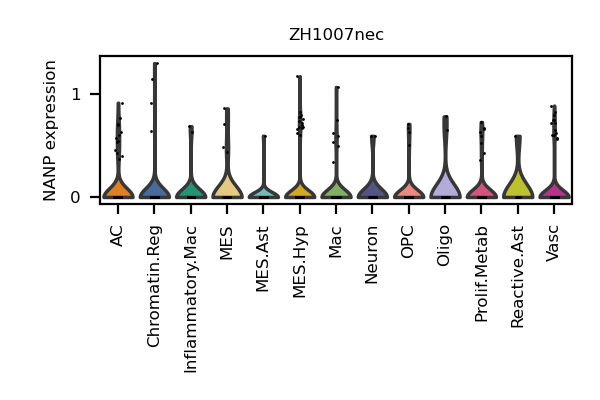 ZH1007nec
NANP expression
1
0
AC
Chromatin.Reg
Inflammatory.Mac
MES
MES.Ast
MES.Hyp
Mac
Neuron
OPC
Oligo
Prolif.Metab
Reactive.Ast
Vasc